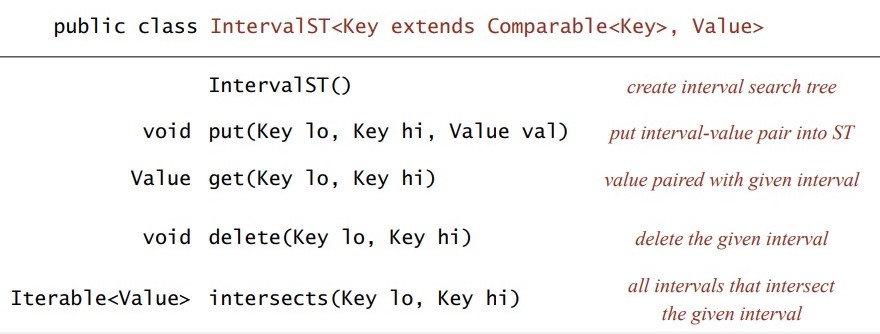 public class IntervalST<Key extends Comparable<Key>, Value>
IntervalST() create interval search tree
void put(Key lo, Key hi, Value val) put interval-value pair into ST
Value get(Key lo, Key hi) value paired with given interval
void delete(Key lo, Key hi) delete the given interval
Iterable<Value> intersects(Key lo, Key hi) all intervals that intersect
the given interval